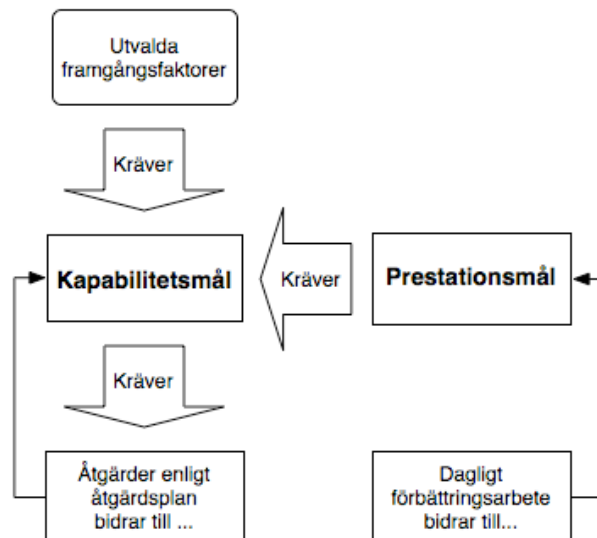 Utvalda
framgångsfaktorer
Kräver
Kapabilitetsmål
Kräver
Prestationsmål
Kräver
Åtgärder enligt
åtgärdsplan
bidrar till ...
Dagligt
förbättringsarbete
bidrar till...